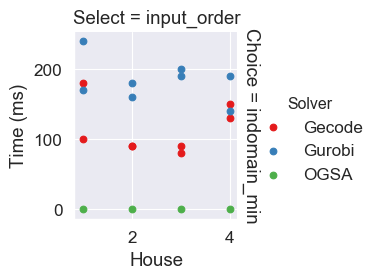 Select = input_order
Time (ms)
200
100
0
2
4
House
Choice = indomain_min
Solver
Gecode
Gurobi
OGSA